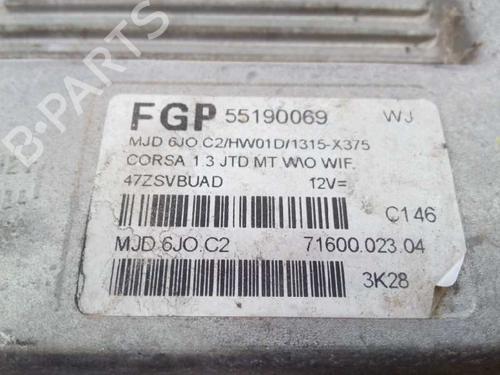 FGP 55190069 WJ
MJD 6JO.C2/HW01D/1315-X375
CORSA 1.3 JTD MT W\O WIF.
47ZSVBUAD 12V=
C146
MJD 6JO.C2 71600.023.04
3K28